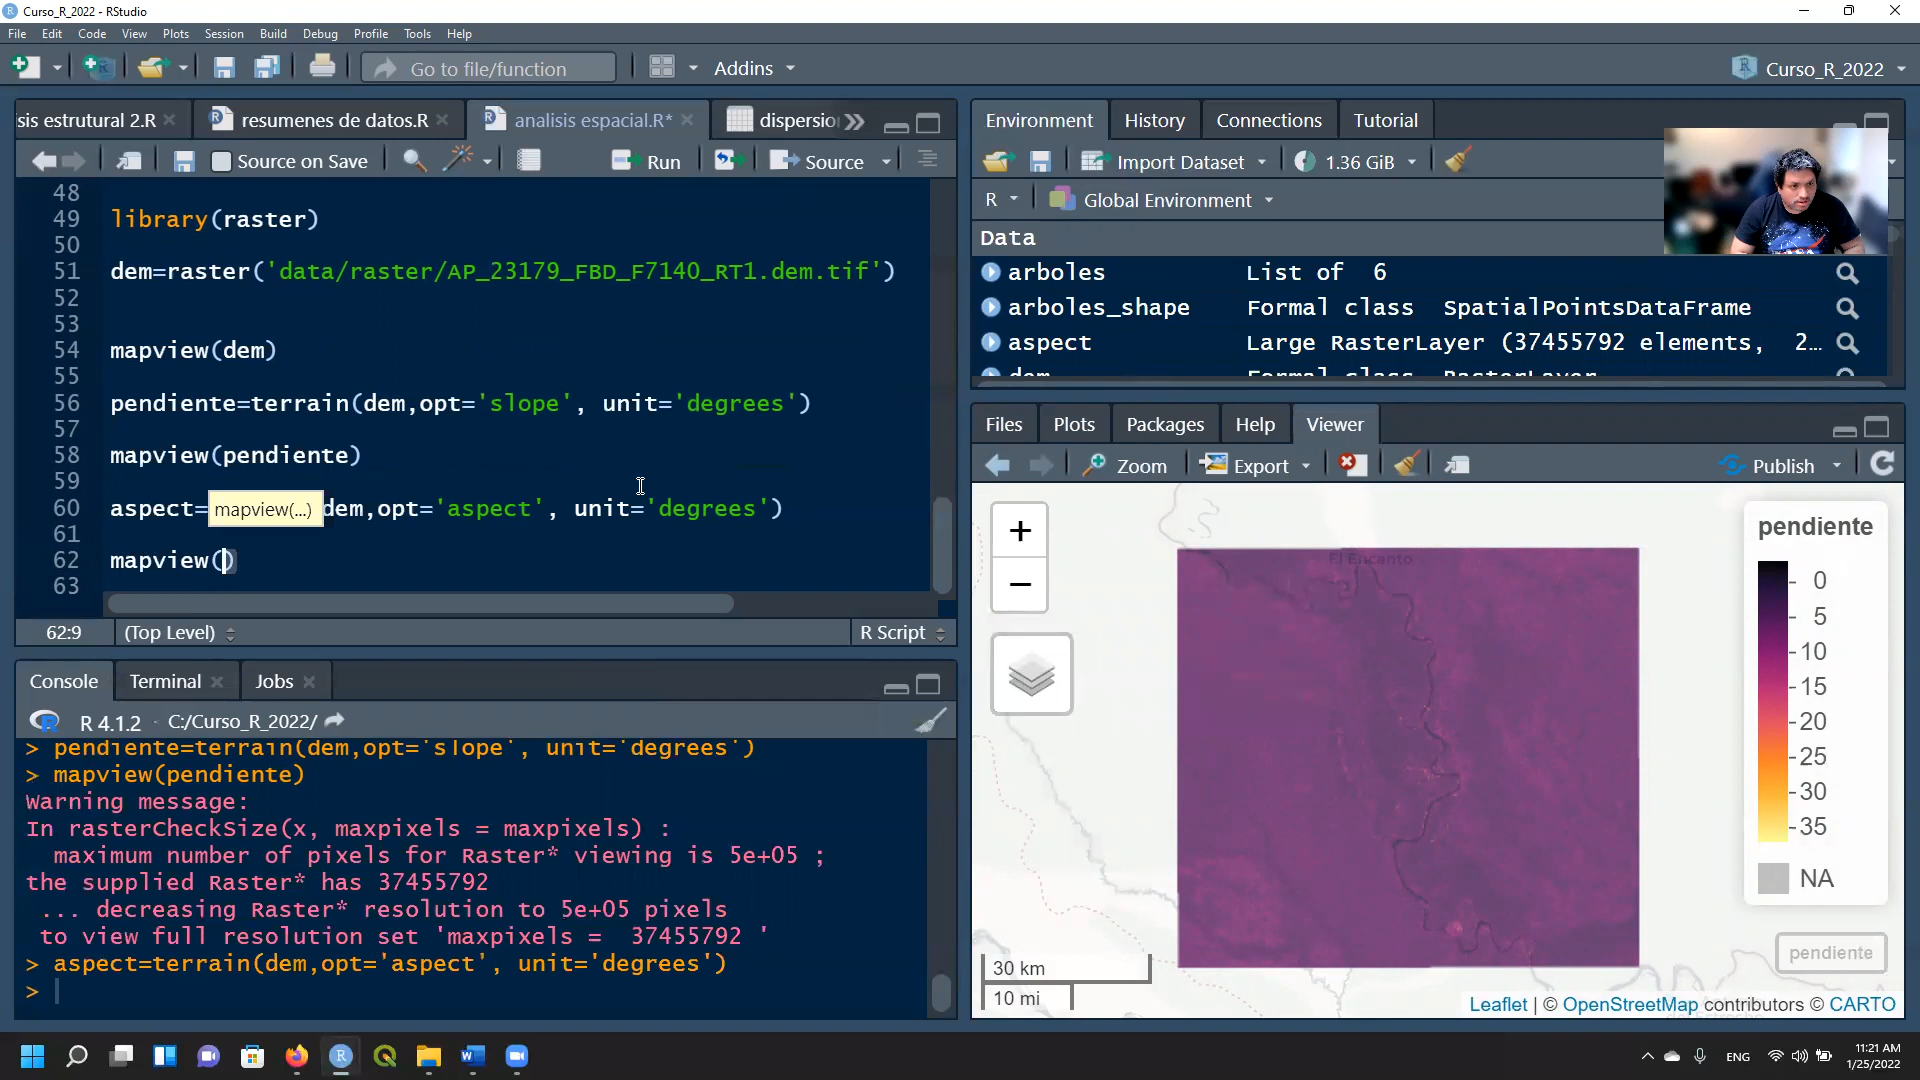 Curso_R_2022 - RStudio
File Edit Code View Plots Session Build Debug Profile Tools Help
Go to file/function
Addins
Curso_R_2022
sis estrutural 2.R
resumenes de datos.R
analisis espacial.R*
dispersio
Source on Save
Run
Source
48
49 library(raster)
50
51 dem=raster('data/raster/AP_23179_FBD_F7140_RT1.dem.tif')
52
53
54 mapview(dem)
55
56 pendiente=terrain(dem,opt='slope', unit='degrees')
57
58 mapview(pendiente)
59
60 aspect= mapview(...) dem,opt='aspect', unit='degrees')
61
62 mapview()
63
62:9 (Top Level) R Script
Console Terminal Jobs
R 4.1.2 · C:/Curso_R_2022/
> pendiente=terrain(dem,opt='slope', unit='degrees')
> mapview(pendiente)
Warning message:
In rasterCheckSize(x, maxpixels = maxpixels) :
maximum number of pixels for Raster* viewing is 5e+05 ;
the supplied Raster* has 37455792
... decreasing Raster* resolution to 5e+05 pixels
to view full resolution set 'maxpixels = 37455792 '
> aspect=terrain(dem,opt='aspect', unit='degrees')
>
Environment History Connections Tutorial
Import Dataset
1.36 GiB
R
Global Environment
Data
arboles List of 6
arboles_shape Formal class SpatialPointsDataFrame
aspect Large RasterLayer (37455792 elements, 2…
dem Formal class RasterLayer
Files Plots Packages Help Viewer
Zoom
Export
Publish
+
−
El Encanto
pendiente
0
5
10
15
20
25
30
35
NA
pendiente
30 km
10 mi
Leaflet | © OpenStreetMap contributors © CARTO
ENG
11:21 AM
1/25/2022